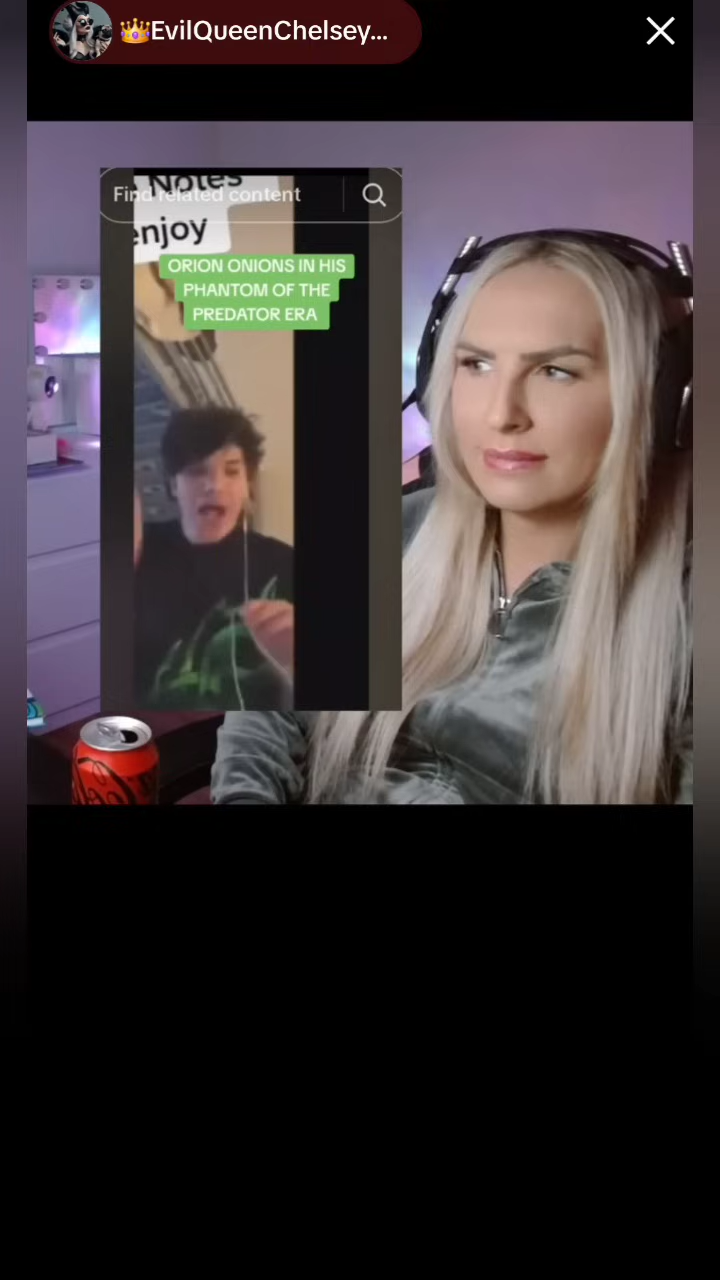 👑EvilQueenChelsey...
Notes
Find related content
enjoy
ORION ONIONS IN HIS
PHANTOM OF THE
PREDATOR ERA